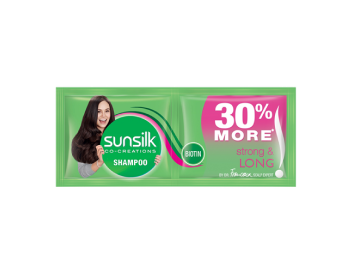 sunsilk
CO-CREATIONS
SHAMPOO
BIOTIN
30%
MORE*
strong &
LONG